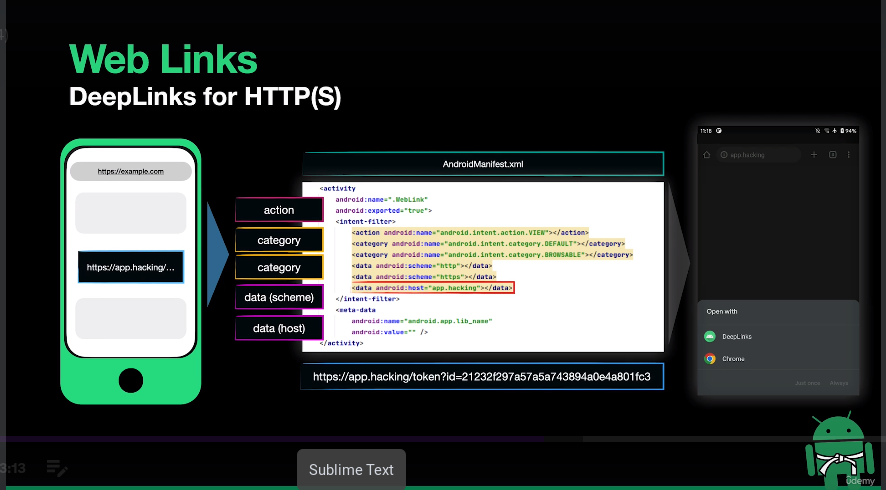 Web Links
DeepLinks for HTTP(S)
https://example.com
https://app.hacking/...
action
category
category
data (scheme)
data (host)
AndroidManifest.xml
<activity
android:name=".WebLink"
android:exported="true">
<intent-filter>
<action android:name="android.intent.action.VIEW"></action>
<category android:name="android.intent.category.DEFAULT"></category>
<category android:name="android.intent.category.BROWSABLE"></category>
<data android:scheme="http"></data>
<data android:scheme="https"></data>
<data android:host="app.hacking"></data>
</intent-filter>
<meta-data
android:name="android.app.lib_name"
android:value="" />
</activity>
https://app.hacking/token?id=21232f297a57a5a743894a0e4a801fc3
11:18
94%
app.hacking
Open with
DeepLinks
Chrome
Just once
Always
3:13
Sublime Text
udemy